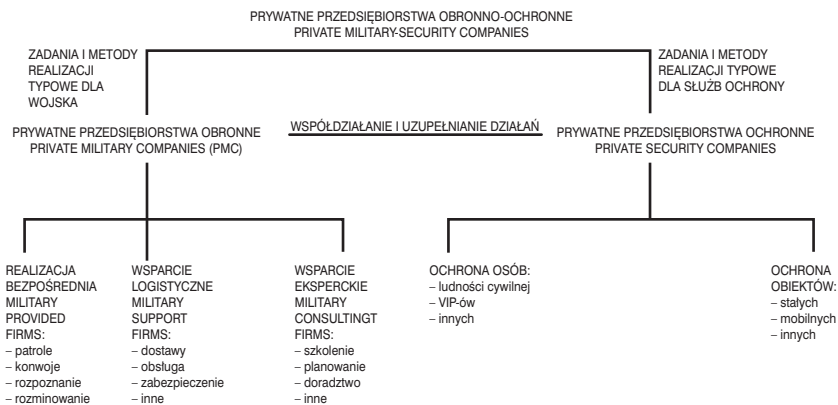 PRYWATNE PRZEDSIĘBIORSTWA OBRONNO-OCHRONNE
PRIVATE MILITARY-SECURITY COMPANIES
ZADANIA I METODY
REALIZACJI
TYPOWE DLA
WOJSKA
ZADANIA I METODY
REALIZACJI TYPOWE
DLA SŁUŻB OCHRONY
PRYWATNE PRZEDSIĘBIORSTWA OBRONNE
PRIVATE MILITARY COMPANIES (PMC)
WSPÓŁDZIAŁANIE I UZUPEŁNIANIE DZIAŁAŃ
PRYWATNE PRZEDSIĘBIORSTWA OCHRONNE
PRIVATE SECURITY COMPANIES
REALIZACJA
BEZPOŚREDNIA
MILITARY
PROVIDED
FIRMS:
– patrole
– konwoje
– rozpoznanie
– rozminowanie
WSPARCIE
LOGISTYCZNE
MILITARY
SUPPORT
FIRMS:
– dostawy
– obsługa
– zabezpieczenie
– inne
WSPARCIE
EKSPERCKIE
MILITARY
CONSULTINGT
FIRMS:
– szkolenie
– planowanie
– doradztwo
– inne
OCHRONA OSÓB:
– ludności cywilnej
– VIP-ów
– innych
OCHRONA
OBIEKTÓW:
– stałych
– mobilnych
– innych